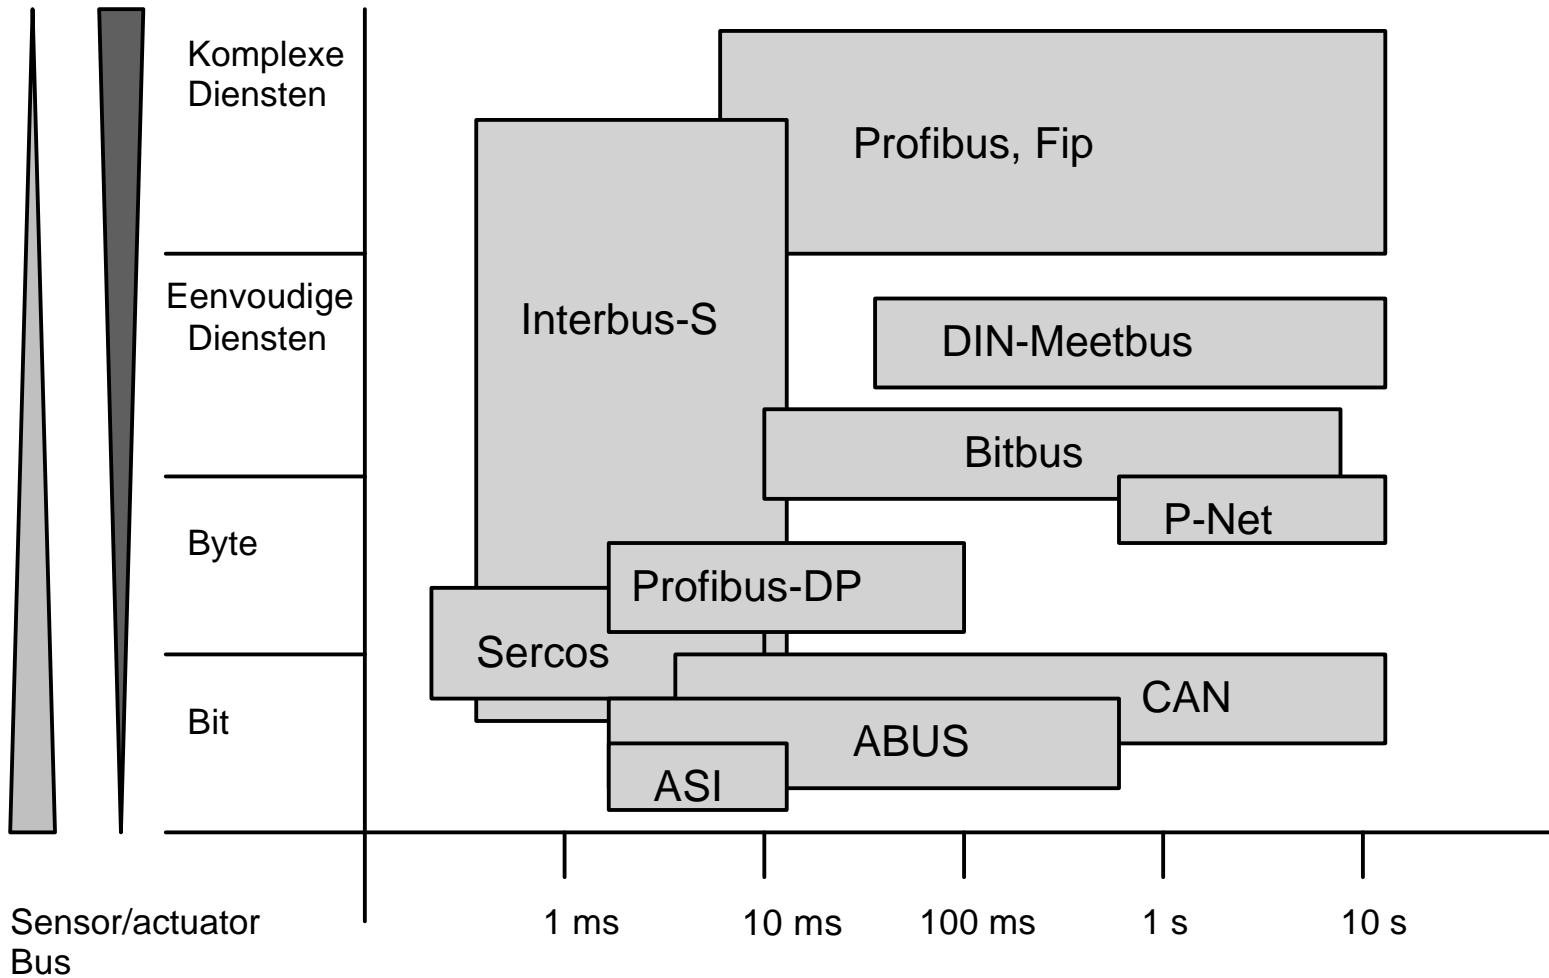 Komplexe
Diensten
Profibus, Fip
Eenvoudige
Diensten
Interbus-S
DIN-Meetbus
Bitbus
P-Net
Byte
Profibus-DP
Sercos
CAN
Bit
ABUS
ASI
Sensor/actuator
Bus
1 ms
10 ms
100 ms
1 s
10 s